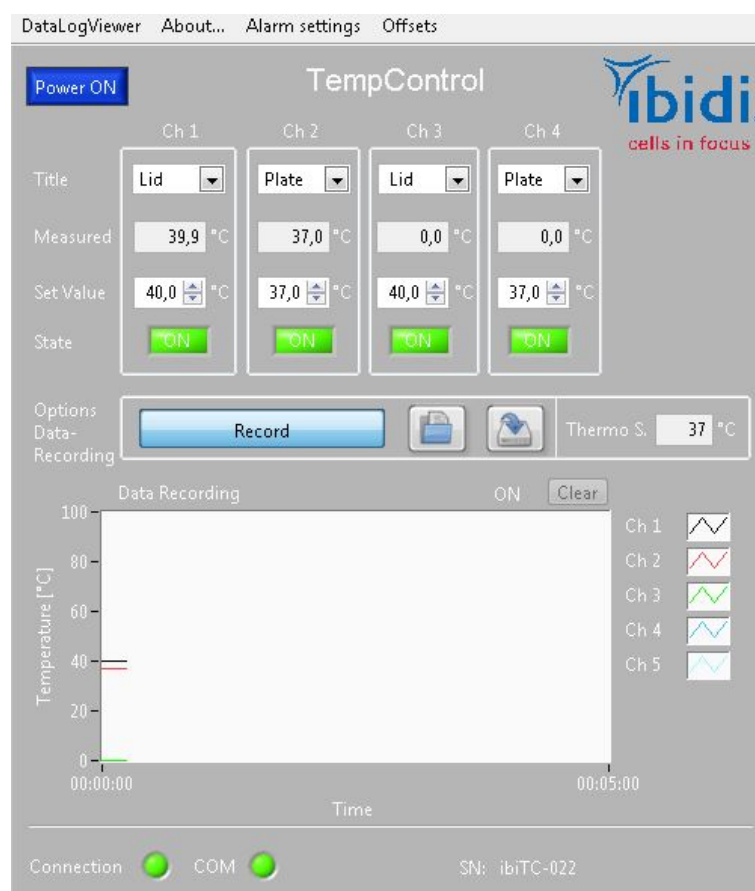 DataLogViewer About... Alarm settings Offsets
Power ON
TempControl
ibidi
cells in focus
Ch 1 Ch 2 Ch 3 Ch 4
Title Lid Plate Lid Plate
Measured 39,9 °C 37,0 °C 0,0 °C 0,0 °C
Set Value 40,0 °C 37,0 °C 40,0 °C 37,0 °C
State ON ON ON ON
Options
Data-
Recording
Record
Thermo S. 37 °C
Data Recording ON Clear
Temperature [°C]
100
80
60
40
20
0
00:00:00 00:05:00
Time
Ch 1
Ch 2
Ch 3
Ch 4
Ch 5
Connection COM SN: ibiTC-022